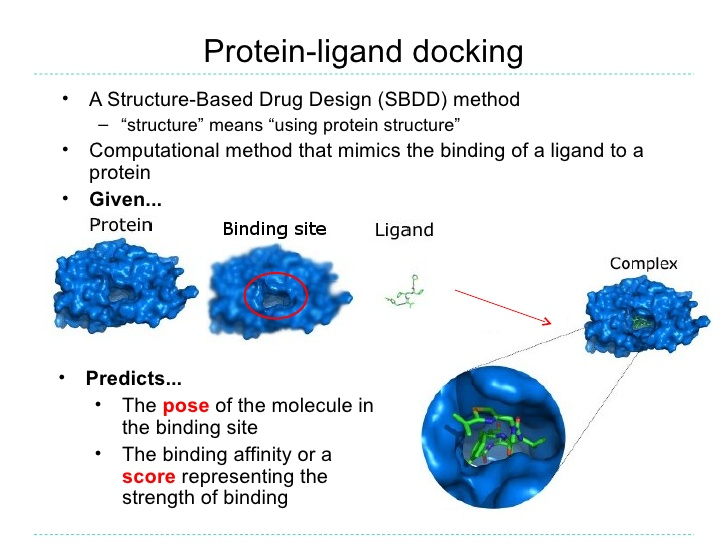 Protein-ligand docking
• A Structure-Based Drug Design (SBDD) method
– “structure” means “using protein structure”
• Computational method that mimics the binding of a ligand to a
protein
• Given...
Protein
Binding site
Ligand
Complex
• Predicts...
• The pose of the molecule in
the binding site
• The binding affinity or a
score representing the
strength of binding